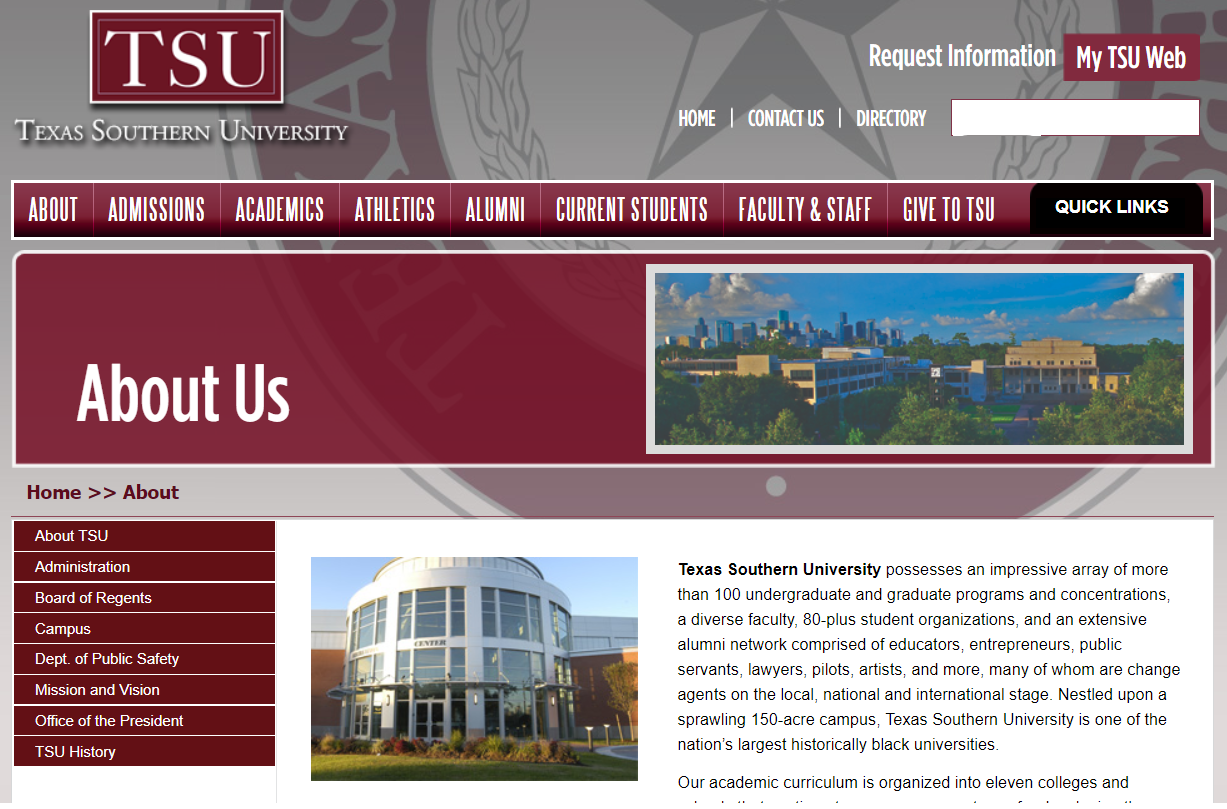 TSU
TEXAS SOUTHERN UNIVERSITY
Request Information
My TSU Web
HOME | CONTACT US | DIRECTORY
ABOUT
ADMISSIONS
ACADEMICS
ATHLETICS
ALUMNI
CURRENT STUDENTS
FACULTY & STAFF
GIVE TO TSU
QUICK LINKS
About Us
Home >> About
About TSU
Administration
Board of Regents
Campus
Dept. of Public Safety
Mission and Vision
Office of the President
TSU History
CENTER
Texas Southern University possesses an impressive array of more
than 100 undergraduate and graduate programs and concentrations,
a diverse faculty, 80-plus student organizations, and an extensive
alumni network comprised of educators, entrepreneurs, public
servants, lawyers, pilots, artists, and more, many of whom are change
agents on the local, national and international stage. Nestled upon a
sprawling 150-acre campus, Texas Southern University is one of the
nation’s largest historically black universities.
Our academic curriculum is organized into eleven colleges and